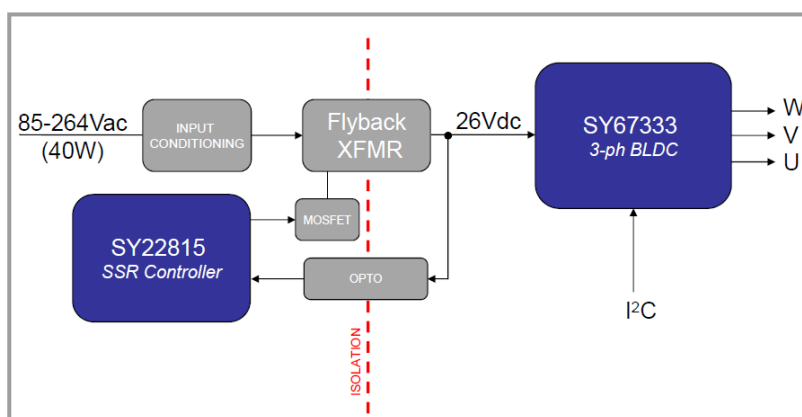 85-264Vac
(40W)
INPUT
CONDITIONING
Flyback
XFMR
26Vdc
SY67333
3-ph BLDC
W
V
U
MOSFET
SY22815
SSR Controller
OPTO
I²C
ISOLATION